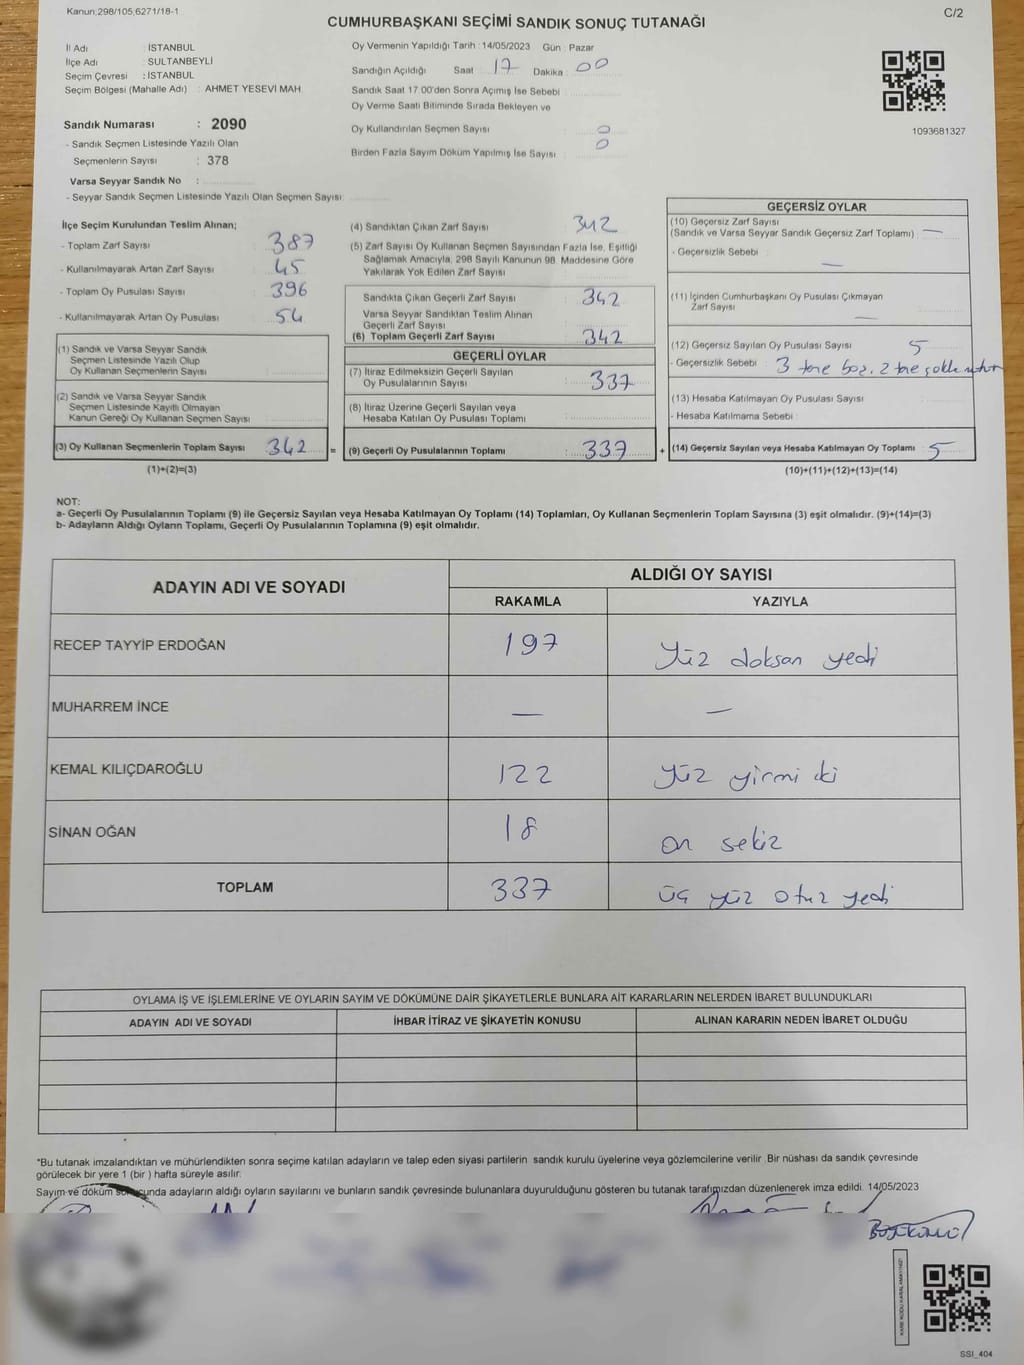 Kanun;298/105,6271/18-1
C/2
CUMHURBAŞKANI SEÇİMİ SANDIK SONUÇ TUTANAĞI
İl Adı : İSTANBUL
İlçe Adı : SULTANBEYLİ
Seçim Çevresi : İSTANBUL
Seçim Bölgesi (Mahalle Adı) : AHMET YESEVİ MAH.
Sandık Numarası : 2090
- Sandık Seçmen Listesinde Yazılı Olan
Seçmenlerin Sayısı : 378
Varsa Seyyar Sandık No :
- Seyyar Sandık Seçmen Listesinde Yazılı Olan Seçmen Sayısı:
Oy Vermenin Yapıldığı Tarih : 14/05/2023 Gün : Pazar
Sandığın Açıldığı Saat : 17 Dakika : 00
Sandık Saat 17.00'den Sonra Açımış İse Sebebi :
Oy Verme Saati Bitiminde Sırada Bekleyen ve
Oy Kullandırılan Seçmen Sayısı : 0
Birden Fazla Sayım Döküm Yapılmış İse Sayısı : 0
1093681327
İlçe Seçim Kurulundan Teslim Alınan;
- Toplam Zarf Sayısı : 387
- Kullanılmayarak Artan Zarf Sayısı : 45
- Toplam Oy Pusulası Sayısı : 396
- Kullanılmayarak Artan Oy Pusulası : 54
(1) Sandık ve Varsa Seyyar Sandık
Seçmen Listesinde Yazılı Olup
Oy Kullanan Seçmenlerin Sayısı :
(2) Sandık ve Varsa Seyyar Sandık
Seçmen Listesinde Kayıtlı Olmayan
Kanun Gereği Oy Kullanan Seçmen Sayısı :
(3) Oy Kullanan Seçmenlerin Toplam Sayısı : 342
(1)+(2)=(3)
(4) Sandıktan Çıkan Zarf Sayısı : 342
(5) Zarf Sayısı Oy Kullanan Seçmen Sayısından Fazla İse, Eşitliği
Sağlamak Amacıyla, 298 Sayılı Kanunun 98. Maddesine Göre
Yakılarak Yok Edilen Zarf Sayısı :
Sandıkta Çıkan Geçerli Zarf Sayısı : 342
Varsa Seyyar Sandıktan Teslim Alınan
Geçerli Zarf Sayısı :
(6) Toplam Geçerli Zarf Sayısı : 342
GEÇERLİ OYLAR
(7) İtiraz Edilmeksizin Geçerli Sayılan
Oy Pusulalarının Sayısı : 337
(8) İtiraz Üzerine Geçerli Sayılan veya
Hesaba Katılan Oy Pusulası Toplamı :
= (9) Geçerli Oy Pusulalarının Toplamı : 337
GEÇERSİZ OYLAR
(10) Geçersiz Zarf Sayısı
(Sandık ve Varsa Seyyar Sandık Geçersiz Zarf Toplamı) : —
- Geçersizlik Sebebi : —
(11) İçinden Cumhurbaşkanı Oy Pusulası Çıkmayan
Zarf Sayısı : —
(12) Geçersiz Sayılan Oy Pusulası Sayısı : 5
- Geçersizlik Sebebi : 3 tane boş, 2 tane
(13) Hesaba Katılmayan Oy Pusulası Sayısı :
- Hesaba Katılmama Sebebi :
+ (14) Geçersiz Sayılan veya Hesaba Katılmayan Oy Toplamı : 5
(10)+(11)+(12)+(13)=(14)
NOT:
a- Geçerli Oy Pusulalarının Toplamı (9) ile Geçersiz Sayılan veya Hesaba Katılmayan Oy Toplamı (14) Toplamları, Oy Kullanan Seçmenlerin Toplam Sayısına (3) eşit olmalıdır. (9)+(14)=(3)
b- Adayların Aldığı Oyların Toplamı, Geçerli Oy Pusulalarının Toplamına (9) eşit olmalıdır.
ADAYIN ADI VE SOYADI
ALDIĞI OY SAYISI
RAKAMLA YAZIYLA
RECEP TAYYİP ERDOĞAN 197 yüz doksan yedi
MUHARREM İNCE — —
KEMAL KILIÇDAROĞLU 122 yüz yirmi iki
SİNAN OĞAN 18 on sekiz
TOPLAM 337 üç yüz otuz yedi
OYLAMA İŞ VE İŞLEMLERİNE VE OYLARIN SAYIM VE DÖKÜMÜNE DAİR ŞİKAYETLERLE BUNLARA AİT KARARLARIN NELERDEN İBARET BULUNDUKLARI
ADAYIN ADI VE SOYADI İHBAR İTİRAZ VE ŞİKAYETİN KONUSU ALINAN KARARIN NEDEN İBARET OLDUĞU
*Bu tutanak imzalandıktan ve mühürlendikten sonra seçime katılan adayların ve talep eden siyasi partilerin sandık kurulu üyelerine veya gözlemcilerine verilir. Bir nüshası da sandık çevresinde
görülecek bir yere 1 (bir ) hafta süreyle asılır.
Sayım ve döküm sonucunda adayların aldığı oyların sayılarını ve bunların sandık çevresinde bulunanlara duyurulduğunu gösteren bu tutanak tarafımızdan düzenlenerek imza edildi. 14/05/2023
SSI_404